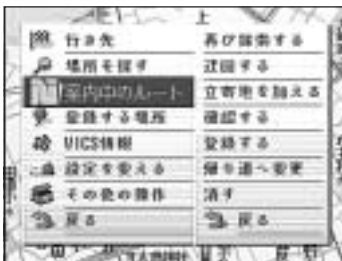 上
行き先
場所を探す
案内中のルート
登録する場所
VICS情報
設定を変える
その他の操作
戻る
再び探索する
迂回する
立寄地を加える
確認する
登録する
帰り道へ変更
消す
戻る